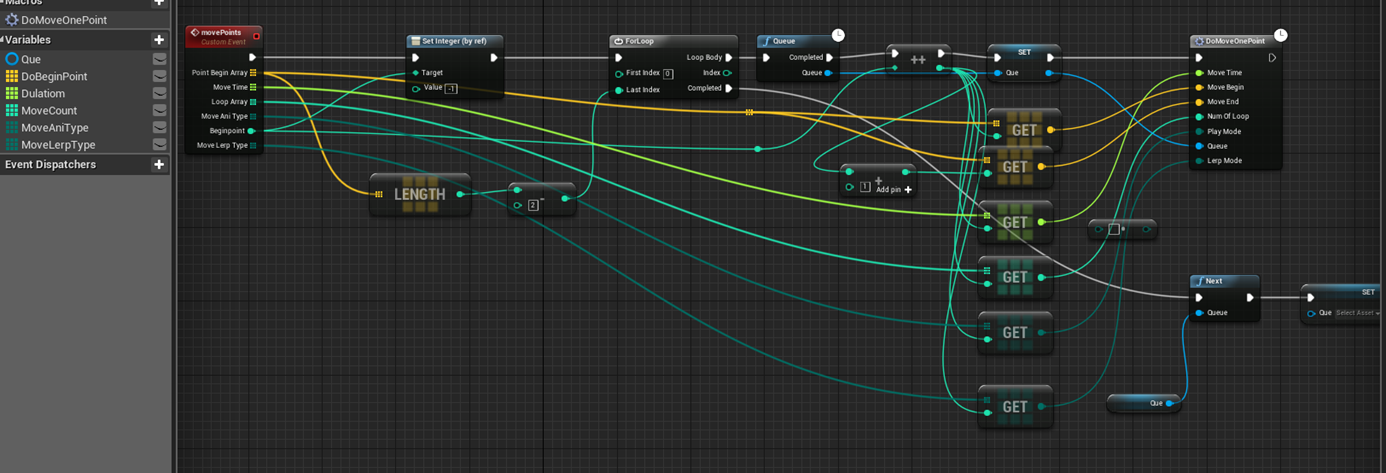 Macros
DoMoveOnePoint
Variables
Que
DoBeginPoint
Dulatiom
MoveCount
MoveAniType
MoveLerpType
Event Dispatchers
movePoints
Custom Event
Point Begin Array
Move Time
Loop Array
Move Ani Type
Beginpoint
Move Lerp Type
LENGTH
2
-
Set Integer (by ref)
Target
Value -1
ForLoop
Loop Body
First Index 0
Index
Last Index
Completed
Queue
Completed
Queue
++
SET
Que
+
1
Add pin +
GET
GET
GET
GET
GET
GET
DoMoveOnePoint
Move Time
Move Begin
Move End
Num Of Loop
Play Mode
Queue
Lerp Mode
Next
Queue
Que
SET
Que
Select Asset